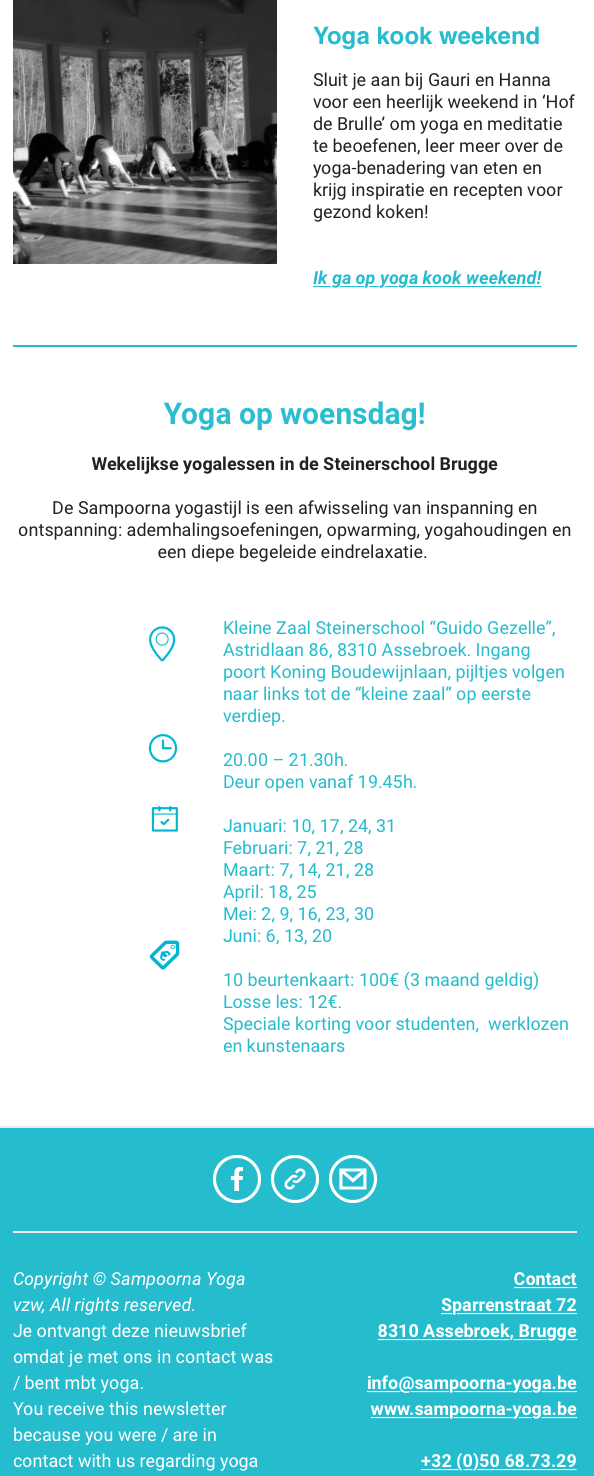 Yoga kook weekend
Sluit je aan bij Gauri en Hanna
voor een heerlijk weekend in ‘Hof
de Brulle’ om yoga en meditatie
te beoefenen, leer meer over de
yoga-benadering van eten en
krijg inspiratie en recepten voor
gezond koken!
Ik ga op yoga kook weekend!
Yoga op woensdag!
Wekelijkse yogalessen in de Steinerschool Brugge
De Sampoorna yogastijl is een afwisseling van inspanning en
ontspanning: ademhalingsoefeningen, opwarming, yogahoudingen en
een diepe begeleide eindrelaxatie.
Kleine Zaal Steinerschool “Guido Gezelle”,
Astridlaan 86, 8310 Assebroek. Ingang
poort Koning Boudewijnlaan, pijltjes volgen
naar links tot de “kleine zaal” op eerste
verdiep.
20.00 – 21.30h.
Deur open vanaf 19.45h.
Januari: 10, 17, 24, 31
Februari: 7, 21, 28
Maart: 7, 14, 21, 28
April: 18, 25
Mei: 2, 9, 16, 23, 30
Juni: 6, 13, 20
10 beurtenkaart: 100€ (3 maand geldig)
Losse les: 12€.
Speciale korting voor studenten,  werklozen
en kunstenaars
Copyright © Sampoorna Yoga
vzw, All rights reserved.
Je ontvangt deze nieuwsbrief
omdat je met ons in contact was
/ bent mbt yoga.
You receive this newsletter
because you were / are in
contact with us regarding yoga
Contact
Sparrenstraat 72
8310 Assebroek, Brugge
info@sampoorna-yoga.be
www.sampoorna-yoga.be
+32 (0)50 68.73.29